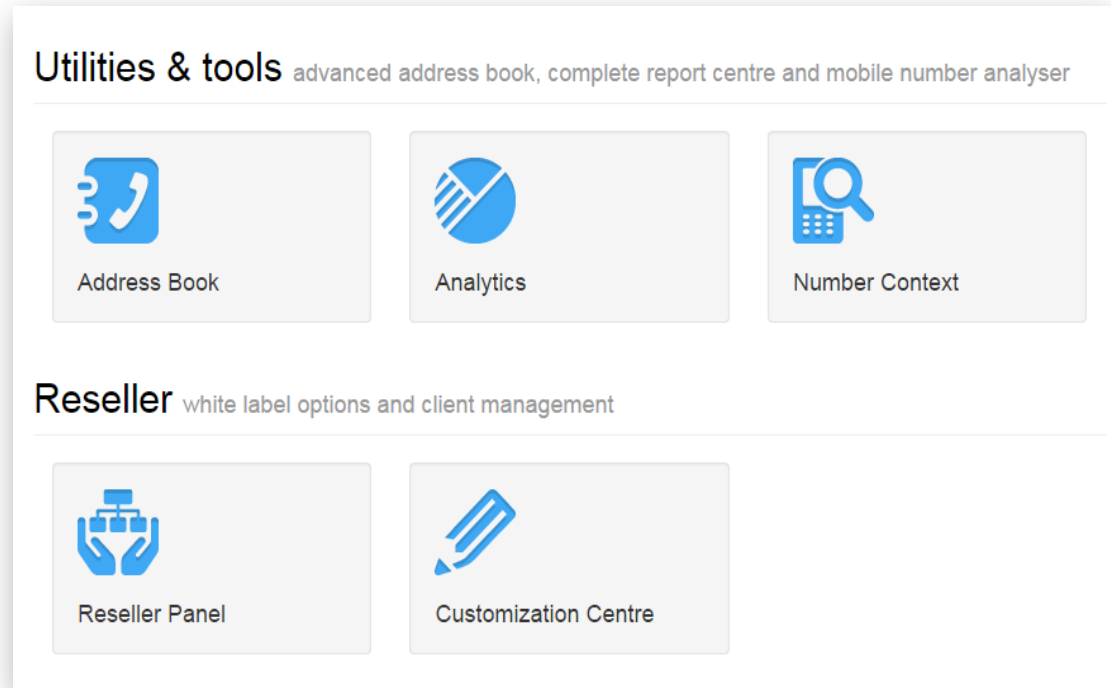 Utilities & tools advanced address book, complete report centre and mobile number analyser
Address Book
Analytics
Number Context
Reseller white label options and client management
Reseller Panel
Customization Centre